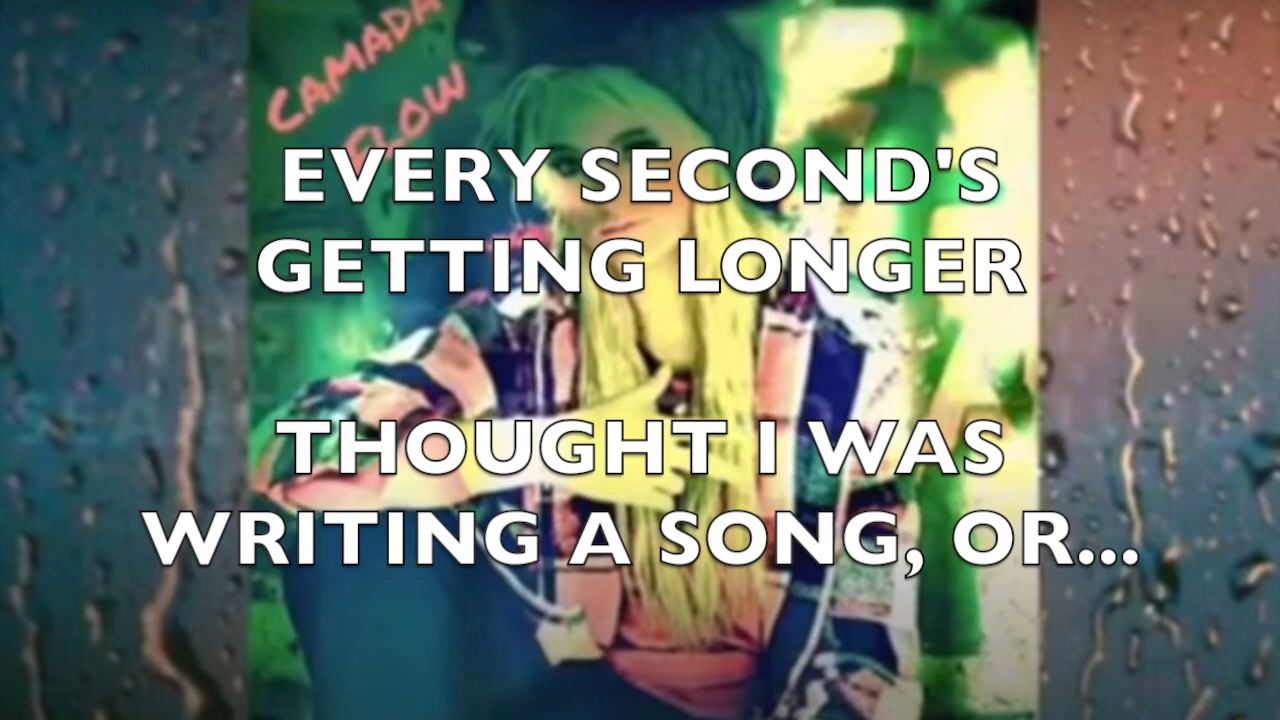 CAMADA
FLOW
EVERY SECOND'S
GETTING LONGER
THOUGHT I WAS
WRITING A SONG, OR...